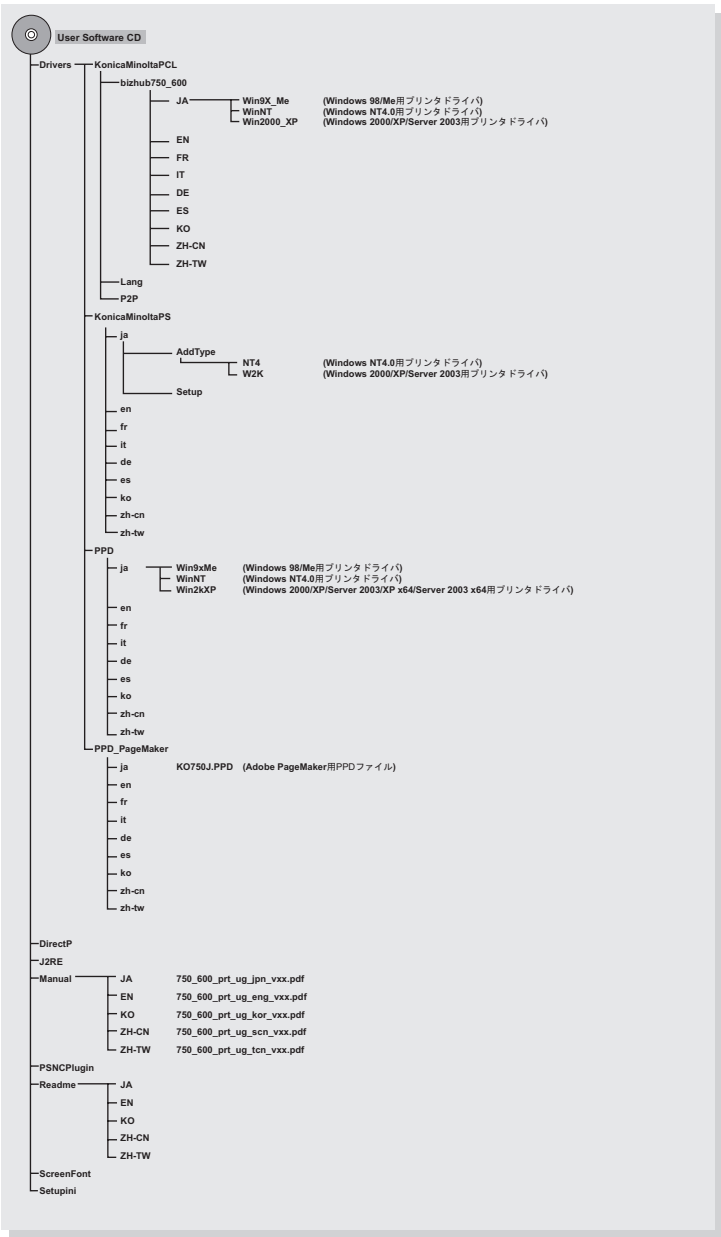 User Software CD
Drivers KonicaMinoltaPCL
bizhub750_600
JA Win9X_Me (Windows 98/Me用プリンタドライバ)
WinNT (Windows NT4.0用プリンタドライバ)
Win2000_XP (Windows 2000/XP/Server 2003用プリンタドライバ)
EN
FR
IT
DE
ES
KO
ZH-CN
ZH-TW
Lang
P2P
KonicaMinoltaPS
ja
AddType
NT4 (Windows NT4.0用プリンタドライバ)
W2K (Windows 2000/XP/Server 2003用プリンタドライバ)
Setup
en
fr
it
de
es
ko
zh-cn
zh-tw
PPD
ja Win9xMe (Windows 98/Me用プリンタドライバ)
WinNT (Windows NT4.0用プリンタドライバ)
Win2kXP (Windows 2000/XP/Server 2003/XP x64/Server 2003 x64用プリンタドライバ)
en
fr
it
de
es
ko
zh-cn
zh-tw
PPD_PageMaker
ja KO750J.PPD (Adobe PageMaker用PPDファイル)
en
fr
it
de
es
ko
zh-cn
zh-tw
DirectP
J2RE
Manual JA 750_600_prt_ug_jpn_vxx.pdf
EN 750_600_prt_ug_eng_vxx.pdf
KO 750_600_prt_ug_kor_vxx.pdf
ZH-CN 750_600_prt_ug_scn_vxx.pdf
ZH-TW 750_600_prt_ug_tcn_vxx.pdf
PSNCPlugin
Readme JA
EN
KO
ZH-CN
ZH-TW
ScreenFont
Setupini